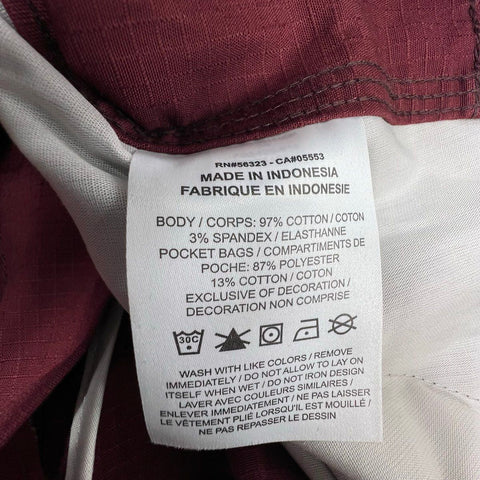 RN#56323 - CA#05553
MADE IN INDONESIA
FABRIQUE EN INDONESIE
BODY / CORPS: 97% COTTON / COTON
3% SPANDEX / ELASTHANNE
POCKET BAGS / COMPARTIMENTS DE
POCHE: 87% POLYESTER
13% COTTON / COTON
EXCLUSIVE OF DECORATION /
DECORATION NON COMPRISE
30C
WASH WITH LIKE COLORS / REMOVE
IMMEDIATELY / DO NOT ALLOW TO LAY ON
ITSELF WHEN WET / DO NOT IRON DESIGN
LAVER AVEC COULEURS SIMILAIRES /
ENLEVER IMMEDIATEMENT / NE PAS LAISSER
LE VÊTEMENT PLIÉ LORSQU'IL EST MOUILLÉ /
NE PAS REPASSER LE DESSIN